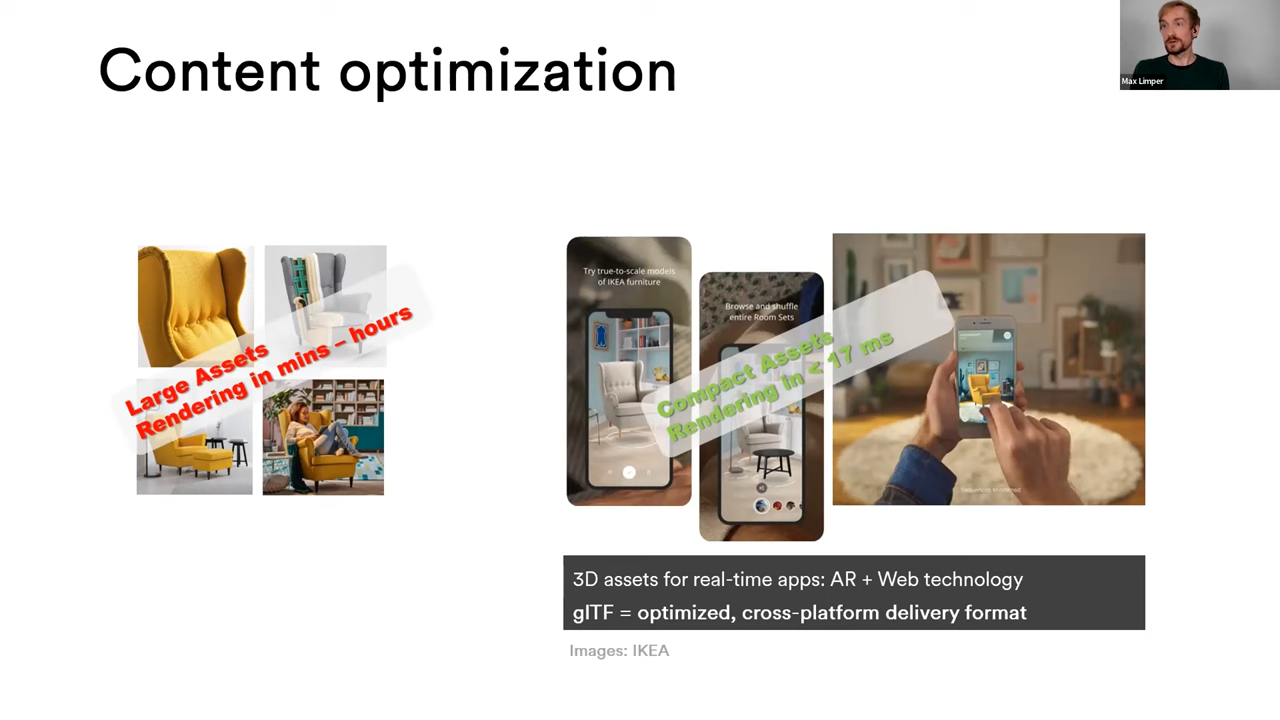 Content optimization
Max Limper
Large Assets
Rendering in mins – hours
Try true-to-scale models
of IKEA furniture
Browse and shuffle
entire Room Sets
Compact Assets
Rendering in < 17 ms
Sequences shortened
3D assets for real-time apps: AR + Web technology
glTF = optimized, cross-platform delivery format
Images: IKEA